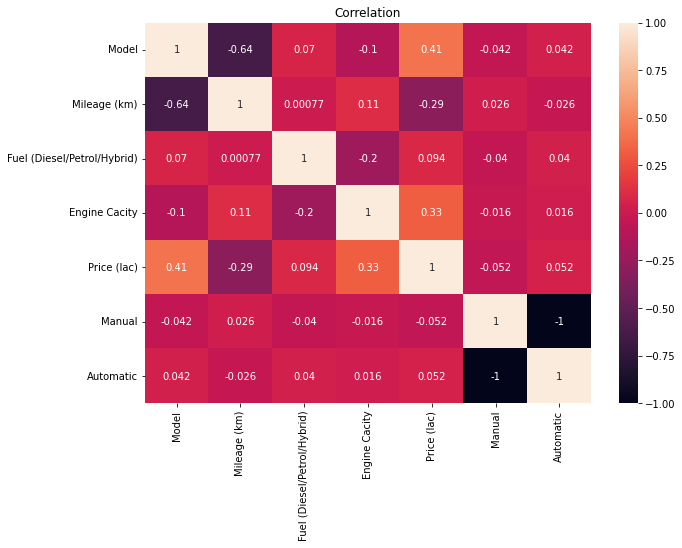 Correlation
Model 1 -0.64 0.07 -0.1 0.41 -0.042 0.042
Mileage (km) -0.64 1 0.00077 0.11 -0.29 0.026 -0.026
Fuel (Diesel/Petrol/Hybrid) 0.07 0.00077 1 -0.2 0.094 -0.04 0.04
Engine Cacity -0.1 0.11 -0.2 1 0.33 -0.016 0.016
Price (lac) 0.41 -0.29 0.094 0.33 1 -0.052 0.052
Manual -0.042 0.026 -0.04 -0.016 -0.052 1 -1
Automatic 0.042 -0.026 0.04 0.016 0.052 -1 1
Model
Mileage (km)
Fuel (Diesel/Petrol/Hybrid)
Engine Cacity
Price (lac)
Manual
Automatic
1.00
0.75
0.50
0.25
0.00
−0.25
−0.50
−0.75
−1.00